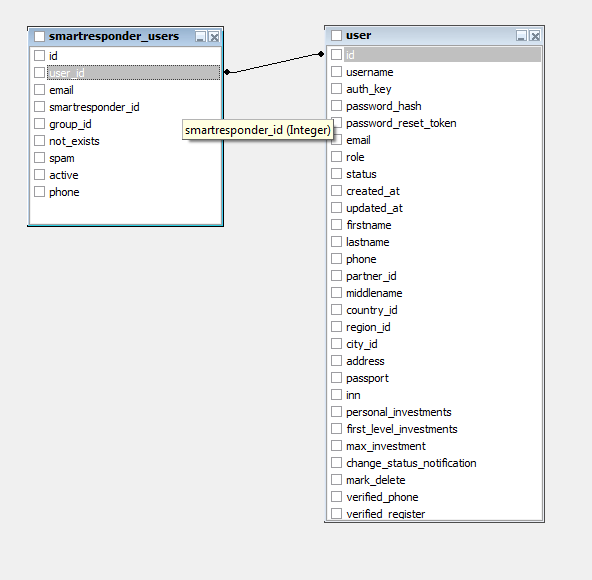 smartresponder_users
id
user_id
email
smartresponder_id
group_id
not_exists
spam
active
phone
smartresponder_id (Integer)
user
id
username
auth_key
password_hash
password_reset_token
email
role
status
created_at
updated_at
firstname
lastname
phone
partner_id
middlename
country_id
region_id
city_id
address
passport
inn
personal_investments
first_level_investments
max_investment
change_status_notification
mark_delete
verified_phone
verified_register